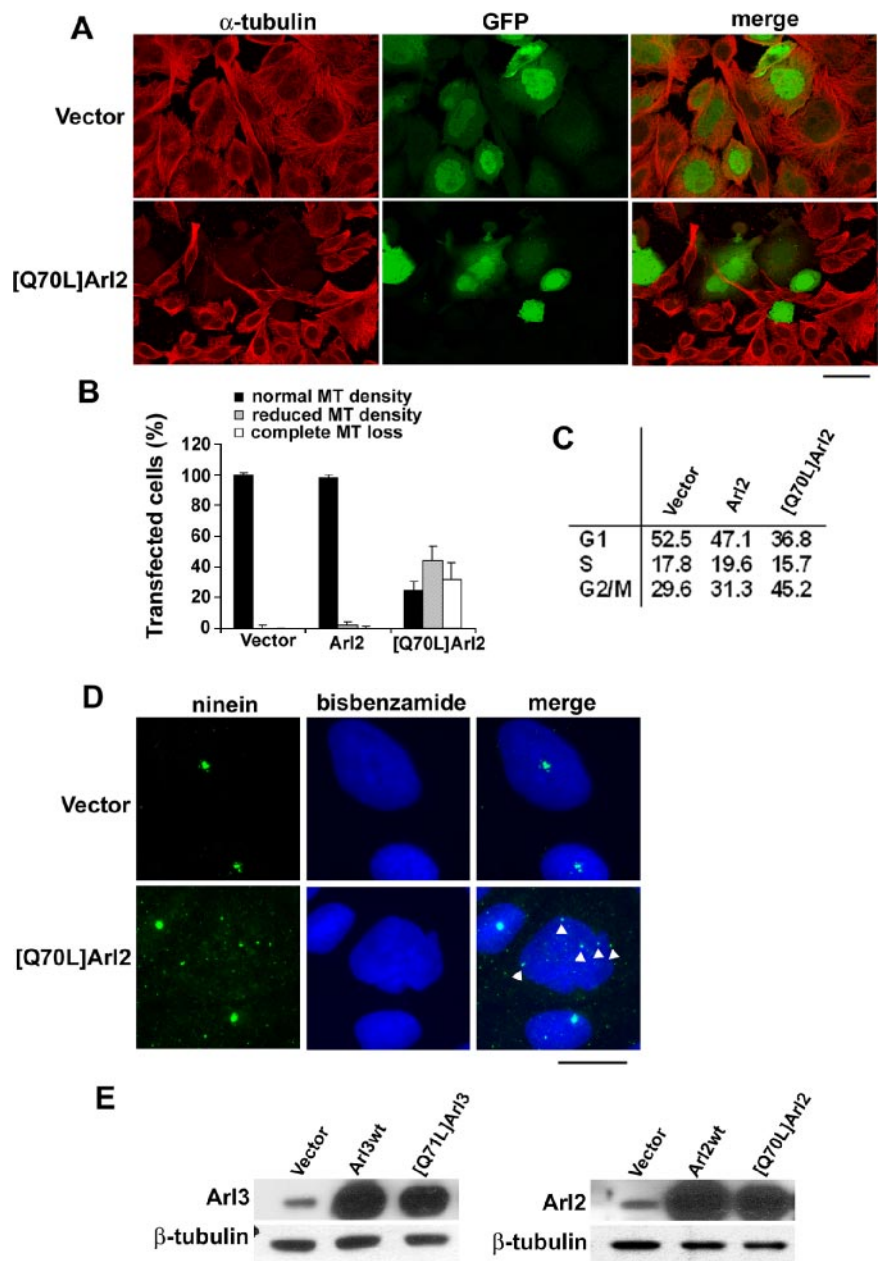 A
α-tubulin GFP merge
Vector
[Q70L]Arl2
B
normal MT density
reduced MT density
complete MT loss
Transfected cells (%)
120
100
80
60
40
20
0
Vector Arl2 [Q70L]Arl2
C
Vector Arl2 [Q70L]Arl2
G1 52.5 47.1 36.8
S 17.8 19.6 15.7
G2/M 29.6 31.3 45.2
D
ninein bisbenzamide merge
Vector
[Q70L]Arl2
E
Vector Arl3wt [Q71L]Arl3
Arl3
β-tubulin
Vector Arl2wt [Q70L]Arl2
Arl2
β-tubulin